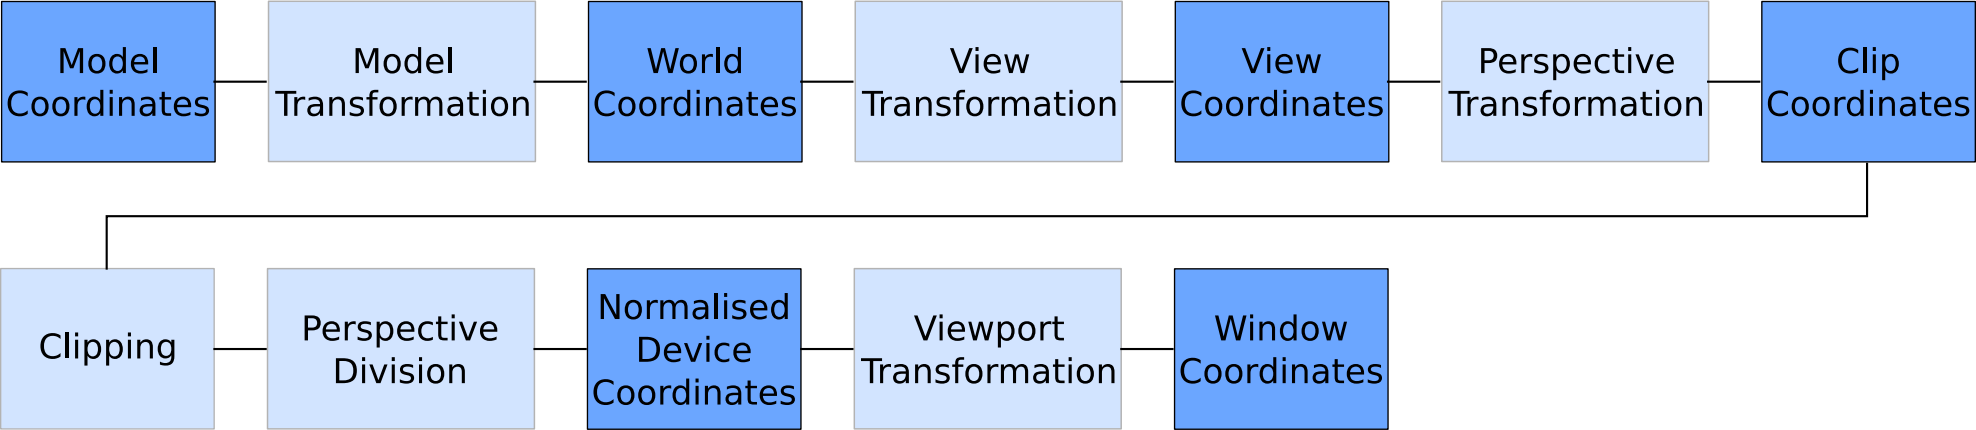 Model
Coordinates
Model
Transformation
World
Coordinates
View
Transformation
View
Coordinates
Perspective
Transformation
Clip
Coordinates
Clipping
Perspective
Division
Normalised
Device
Coordinates
Viewport
Transformation
Window
Coordinates